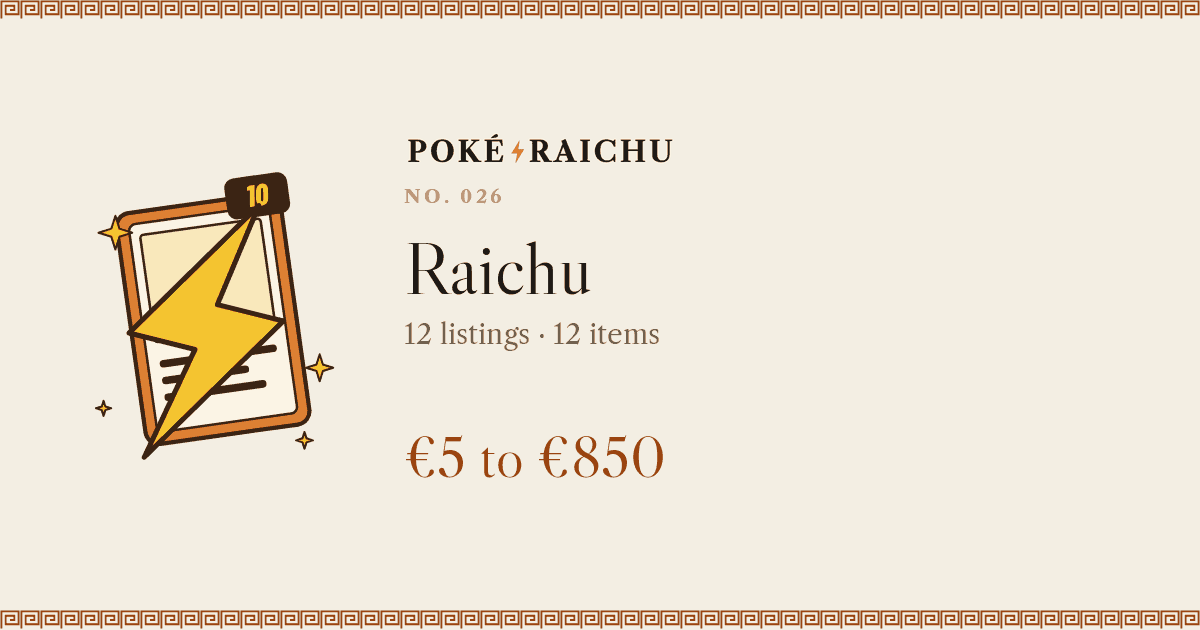 10
POKÉ RAICHU
NO. 026
Raichu
12 listings · 12 items
€5 to €850